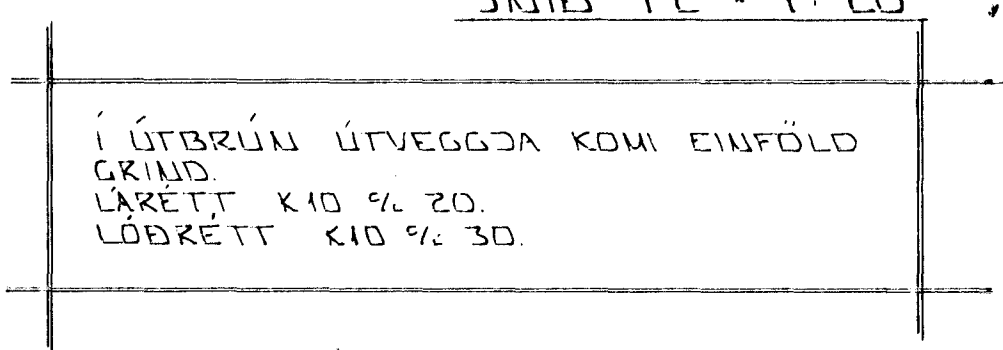 Í ÚTBRÚN ÚTVEGGJA KOMI EINFÖLD
GRIND.
LÁRÉTT K10 c/c 20.
LÓÐRÉTT K10 c/c 30.